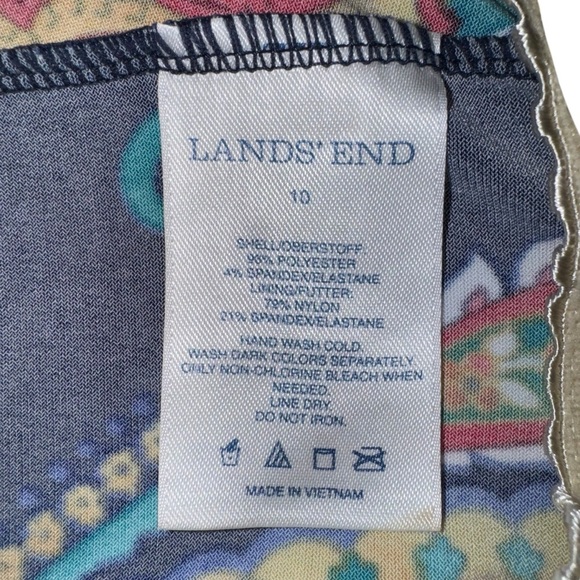 LANDS' END
10
SHELL/OBERSTOFF:
96% POLYESTER
4% SPANDEX/ELASTANE
LINING/FUTTER:
79% NYLON
21% SPANDEX/ELASTANE
HAND WASH COLD.
WASH DARK COLORS SEPARATELY
ONLY NON-CHLORINE BLEACH WHEN
NEEDED.
LINE DRY.
DO NOT IRON.
MADE IN VIETNAM